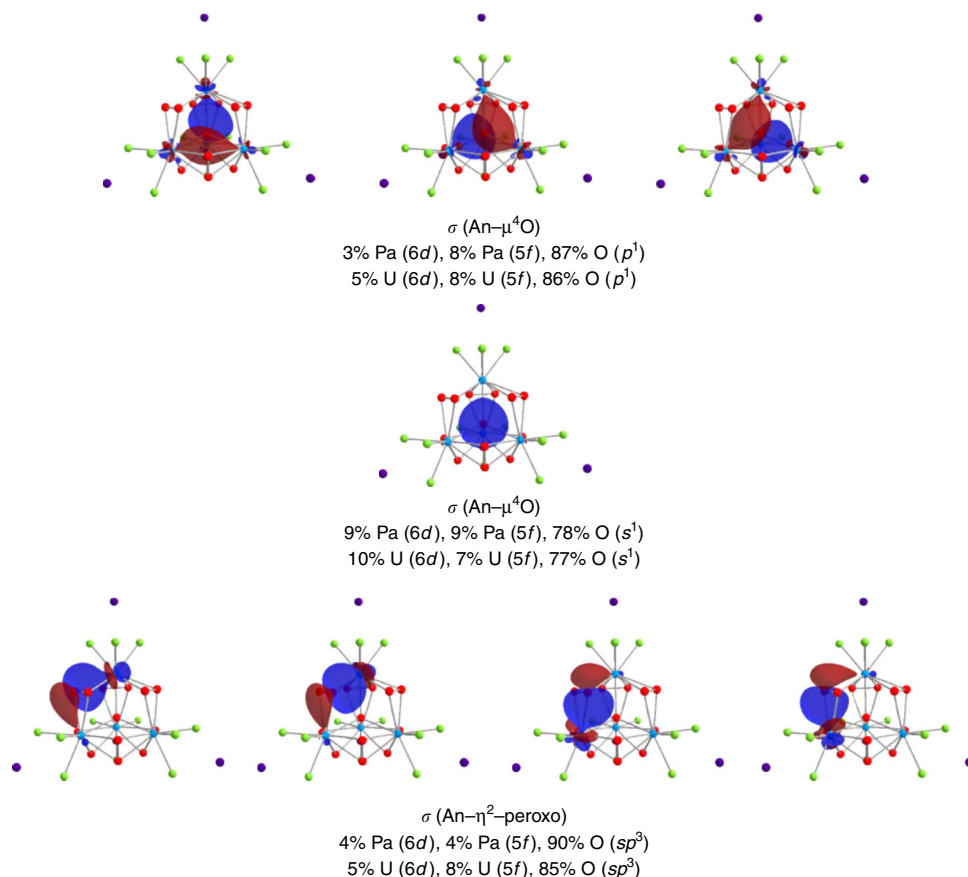 σ (An–μ⁴O)
3% Pa (6d), 8% Pa (5f), 87% O (p¹)
5% U (6d), 8% U (5f), 86% O (p¹)
σ (An–μ⁴O)
9% Pa (6d), 9% Pa (5f), 78% O (s¹)
10% U (6d), 7% U (5f), 77% O (s¹)
σ (An–η²–peroxo)
4% Pa (6d), 4% Pa (5f), 90% O (sp³)
5% U (6d), 8% U (5f), 85% O (sp³)